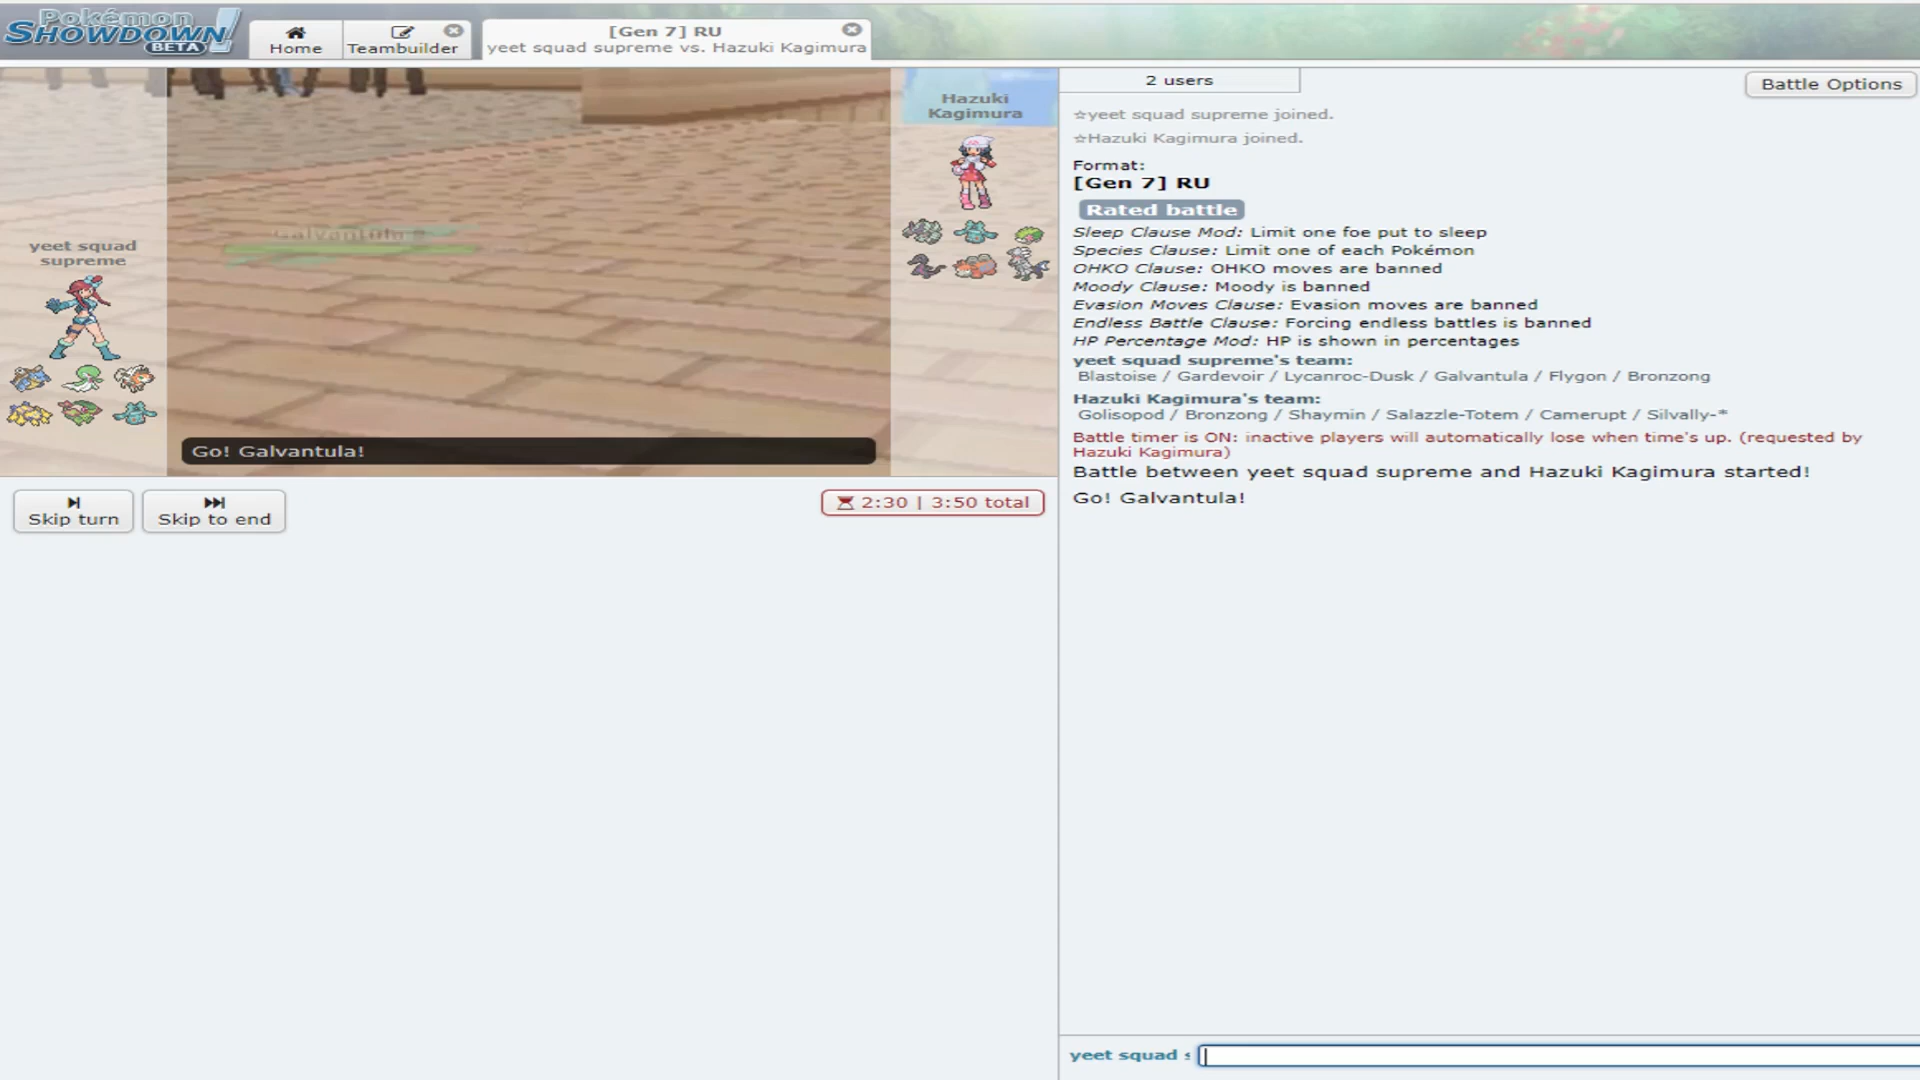 Pokémon
SHOWDOWN!
BETA
Home
Teambuilder
[Gen 7] RU
yeet squad supreme vs. Hazuki Kagimura
yeet squad
supreme
Galvantula
Go! Galvantula!
Hazuki
Kagimura
Skip turn
Skip to end
2:30 | 3:50 total
2 users
Battle Options
☆yeet squad supreme joined.
☆Hazuki Kagimura joined.
Format:
[Gen 7] RU
Rated battle
Sleep Clause Mod: Limit one foe put to sleep
Species Clause: Limit one of each Pokémon
OHKO Clause: OHKO moves are banned
Moody Clause: Moody is banned
Evasion Moves Clause: Evasion moves are banned
Endless Battle Clause: Forcing endless battles is banned
HP Percentage Mod: HP is shown in percentages
yeet squad supreme's team:
Blastoise / Gardevoir / Lycanroc-Dusk / Galvantula / Flygon / Bronzong
Hazuki Kagimura's team:
Golisopod / Bronzong / Shaymin / Salazzle-Totem / Camerupt / Silvally-*
Battle timer is ON: inactive players will automatically lose when time's up. (requested by
Hazuki Kagimura)
Battle between yeet squad supreme and Hazuki Kagimura started!
Go! Galvantula!
yeet squad s